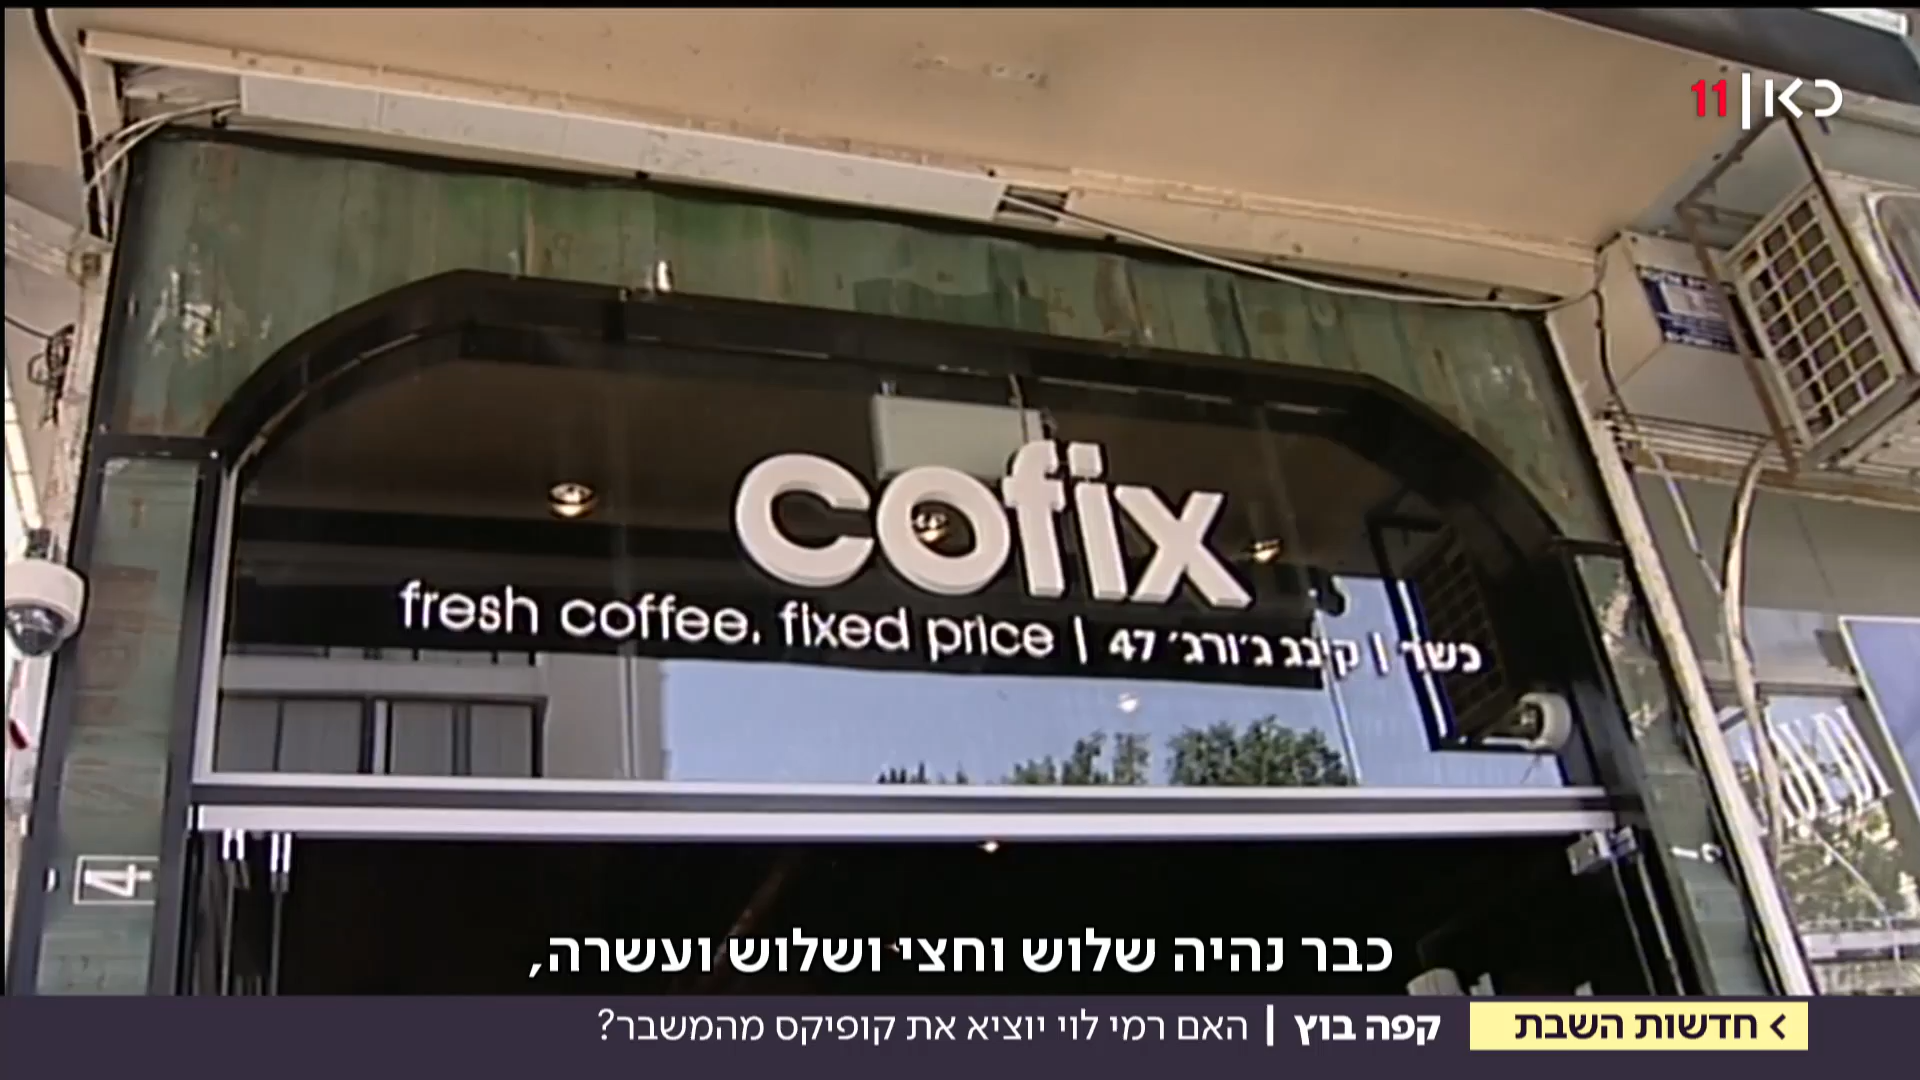 כאן 11
cofix
fresh coffee. fixed price | כשר | קינג ג'ורג' 47
4
כבר נהיה שלוש וחצי ושלוש ועשרה,
חדשות השבת
קפה בוץ | האם רמי לוי יוציא את קופיקס מהמשבר?